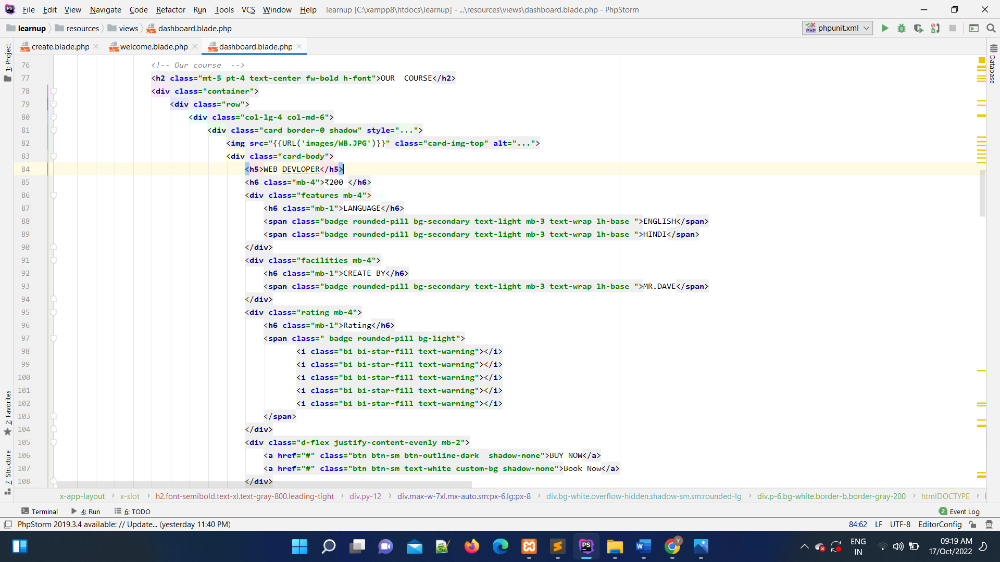 File Edit View Navigate Code Refactor Run Tools VCS Window Help learnup [C:\xampp8\htdocs\learnup] - ...\resources\views\dashboard.blade.php - PhpStorm
learnup resources views dashboard.blade.php phpunit.xml
create.blade.php welcome.blade.php dashboard.blade.php
1: Project
Database
76 <!-- Our course  -->
77 <h2 class="mt-5 pt-4 text-center fw-bold h-font">OUR  COURSE</h2>
78 <div class="container">
79 <div class="row">
80 <div class="col-lg-4 col-md-6">
81 <div class="card border-0 shadow" style="...">
82 <img src="{{URL('images/WB.JPG')}}" class="card-img-top" alt="...">
83 <div class="card-body">
84 <h5>WEB DEVLOPER</h5>
85 <h6 class="mb-4">₹200 </h6>
86 <div class="features mb-4">
87 <h6 class="mb-1">LANGUAGE</h6>
88 <span class="badge rounded-pill bg-secondary text-light mb-3 text-wrap lh-base ">ENGLISH</span>
89 <span class="badge rounded-pill bg-secondary text-light mb-3 text-wrap lh-base ">HINDI</span>
90 </div>
91 <div class="facilities mb-4">
92 <h6 class="mb-1">CREATE BY</h6>
93 <span class="badge rounded-pill bg-secondary text-light mb-3 text-wrap lh-base ">MR.DAVE</span>
94 </div>
95 <div class="rating mb-4">
96 <h6 class="mb-1">Rating</h6>
97 <span class=" badge rounded-pill bg-light">
98 <i class="bi bi-star-fill text-warning"></i>
99 <i class="bi bi-star-fill text-warning"></i>
100 <i class="bi bi-star-fill text-warning"></i>
101 <i class="bi bi-star-fill text-warning"></i>
102 <i class="bi bi-star-fill text-warning"></i>
103 </span>
104 </div>
105 <div class="d-flex justify-content-evenly mb-2">
106 <a href="#" class="btn btn-sm btn-outline-dark  shadow-none">BUY NOW</a>
107 <a href="#" class="btn btn-sm text-white custom-bg shadow-none">Book Now</a>
108 </div>
2: Favorites
7: Structure
x-app-layout › x-slot › h2.font-semibold.text-xl.text-gray-800.leading-tight › div.py-12 › div.max-w-7xl.mx-auto.sm:px-6.lg:px-8 › div.bg-white.overflow-hidden.shadow-sm.sm:rounded-lg › div.p-6.bg-white.border-b.border-gray-200 › htmlDOCTYPE ›
Terminal 4: Run 6: TODO 2 Event Log
PhpStorm 2019.3.4 available: // Update... (yesterday 11:40 PM) 84:62 LF UTF-8 EditorConfig
ENG 09:19 AM
IN 17/Oct/2022